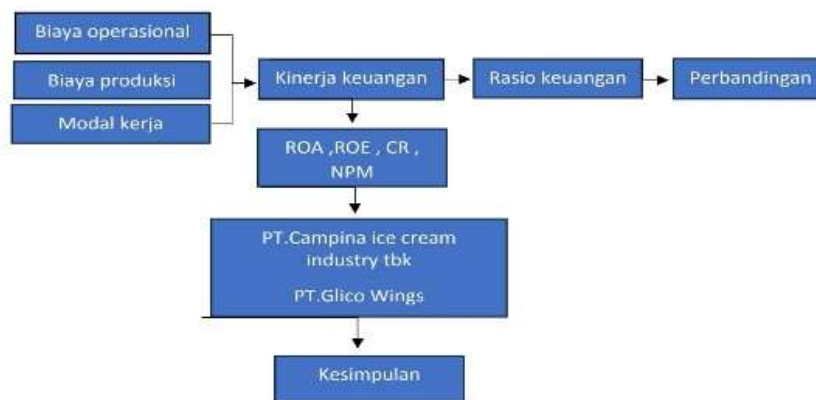 Biaya operasional
Biaya produksi
Modal kerja
Kinerja keuangan
Rasio keuangan
Perbandingan
ROA ,ROE , CR ,
NPM
PT.Campina ice cream
industry tbk
PT.Glico Wings
Kesimpulan